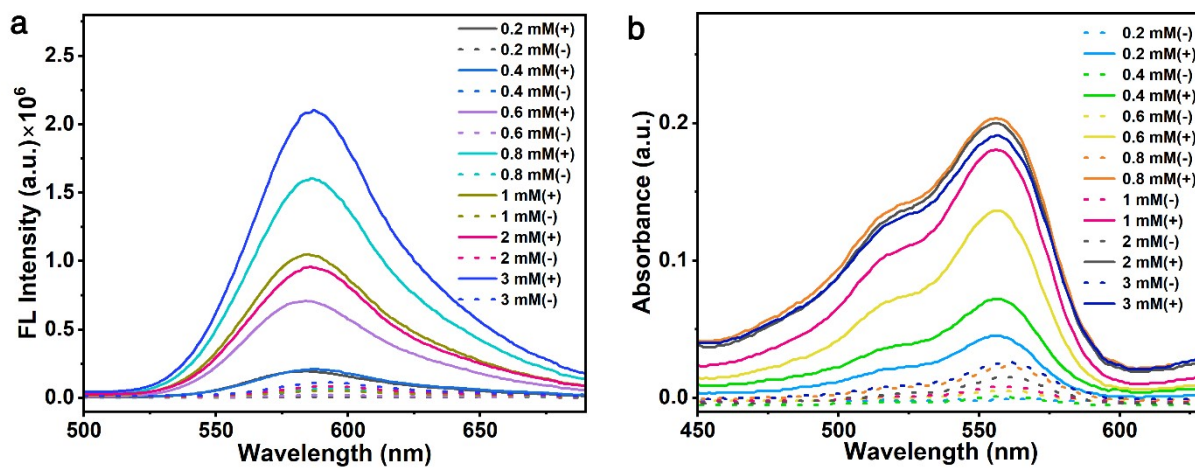 a
FL Intensity (a.u.)×10⁶
2.5
2.0
1.5
1.0
0.5
0.0
500
550
600
650
Wavelength (nm)
0.2 mM(+)
0.2 mM(-)
0.4 mM(+)
0.4 mM(-)
0.6 mM(+)
0.6 mM(-)
0.8 mM(+)
0.8 mM(-)
1 mM(+)
1 mM(-)
2 mM(+)
2 mM(-)
3 mM(+)
3 mM(-)
b
Absorbance (a.u.)
0.2
0.1
0.0
450
500
550
600
Wavelength (nm)
0.2 mM(-)
0.2 mM(+)
0.4 mM(-)
0.4 mM(+)
0.6 mM(-)
0.6 mM(+)
0.8 mM(-)
0.8 mM(+)
1 mM(-)
1 mM(+)
2 mM(-)
2 mM(+)
3 mM(-)
3 mM(+)